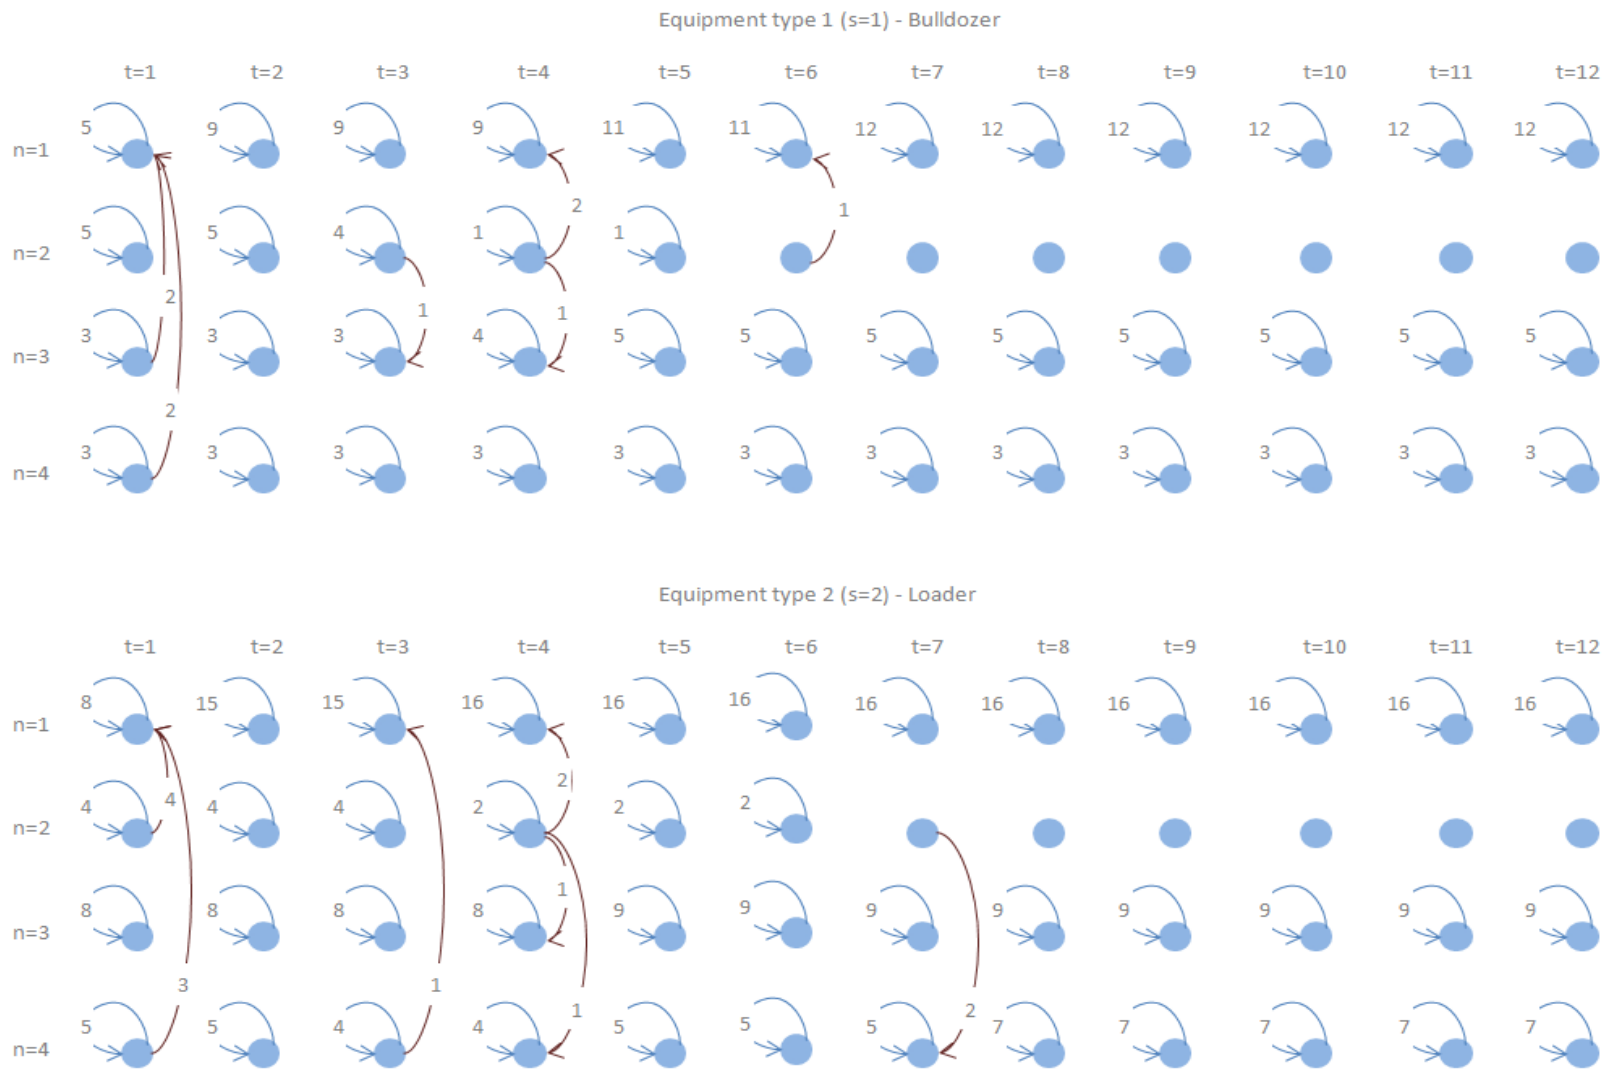 Equipment type 1 (s=1) - Bulldozer
t=1 t=2 t=3 t=4 t=5 t=6 t=7 t=8 t=9 t=10 t=11 t=12
n=1 5 9 9 9 11 11 12 12 12 12 12 12
2 1
n=2 5 5 4 1 1
2 1 1
n=3 3 3 3 4 5 5 5 5 5 5 5 5
2
n=4 3 3 3 3 3 3 3 3 3 3 3 3
Equipment type 2 (s=2) - Loader
t=1 t=2 t=3 t=4 t=5 t=6 t=7 t=8 t=9 t=10 t=11 t=12
n=1 8 15 15 16 16 16 16 16 16 16 16 16
2
n=2 4 4 4 4 2 2 2
1
n=3 8 8 8 8 9 9 9 9 9 9 9 9
3 1 1 2
n=4 5 5 4 4 5 5 5 7 7 7 7 7